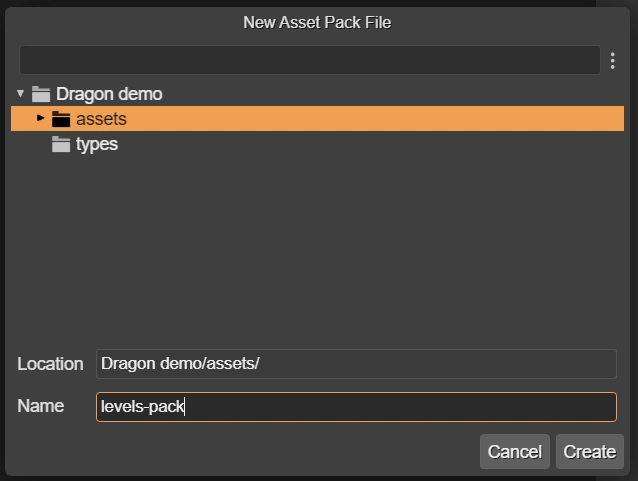 New Asset Pack File
Dragon demo
assets
types
Location Dragon demo/assets/
Name levels-pack
Cancel Create